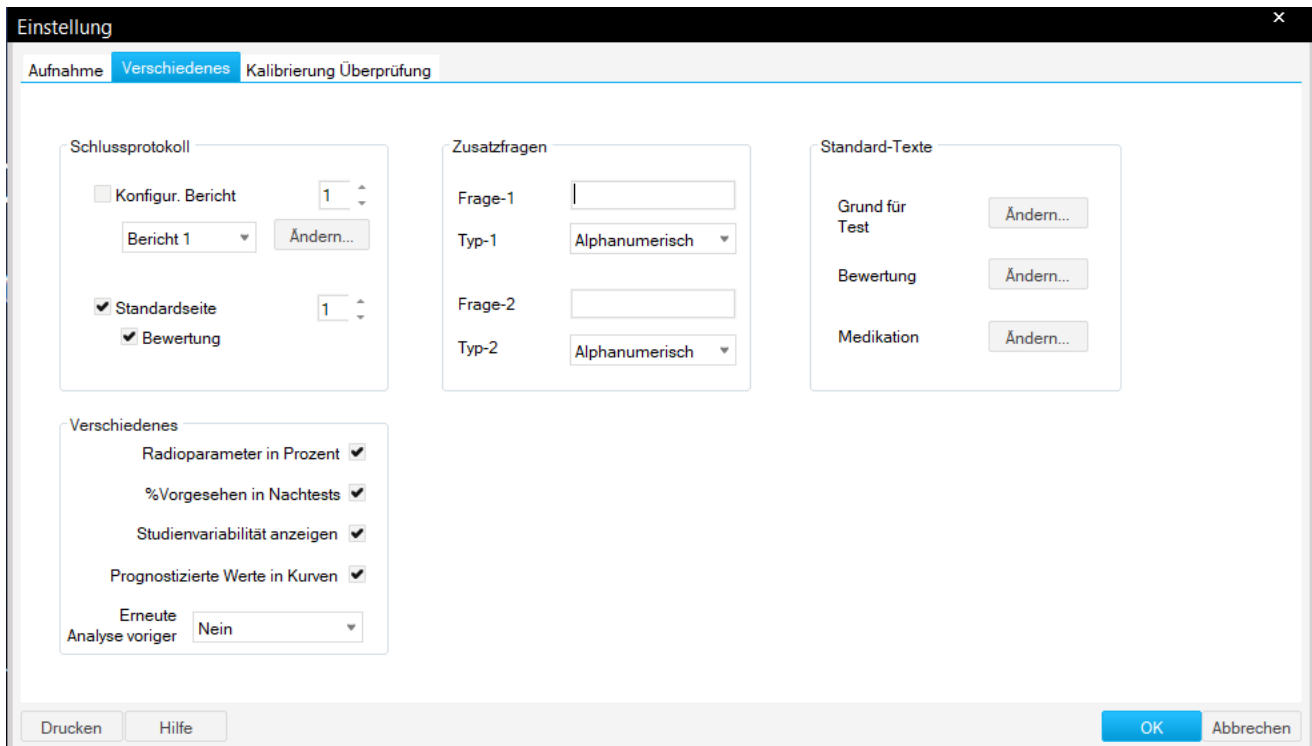 Einstellung
Aufnahme Verschiedenes Kalibrierung Überprüfung
Schlussprotokoll
Konfigur. Bericht 1
Bericht 1 Ändern...
Standardseite 1
Bewertung
Zusatzfragen
Frage-1
Typ-1 Alphanumerisch
Frage-2
Typ-2 Alphanumerisch
Standard-Texte
Grund für
Test
Ändern...
Bewertung Ändern...
Medikation Ändern...
Verschiedenes
Radioparameter in Prozent
%Vorgesehen in Nachtests
Studienvariabilität anzeigen
Prognostizierte Werte in Kurven
Erneute
Analyse voriger
Nein
Drucken Hilfe OK Abbrechen